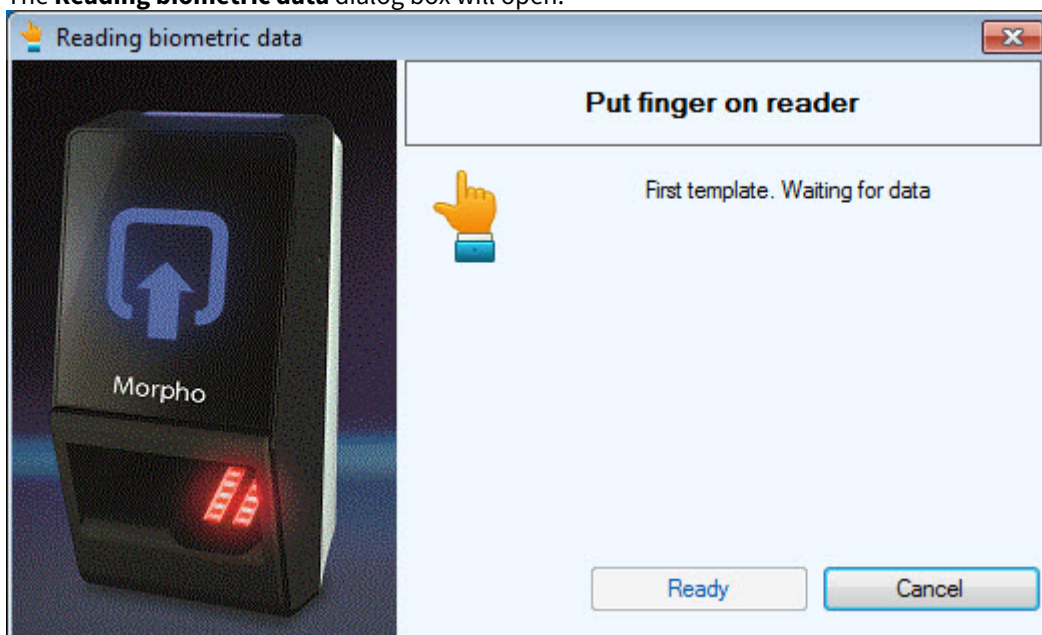 The Reading biometric data dialog box will open.
Reading biometric data
Put finger on reader
First template. Waiting for data
Morpho
Ready
Cancel